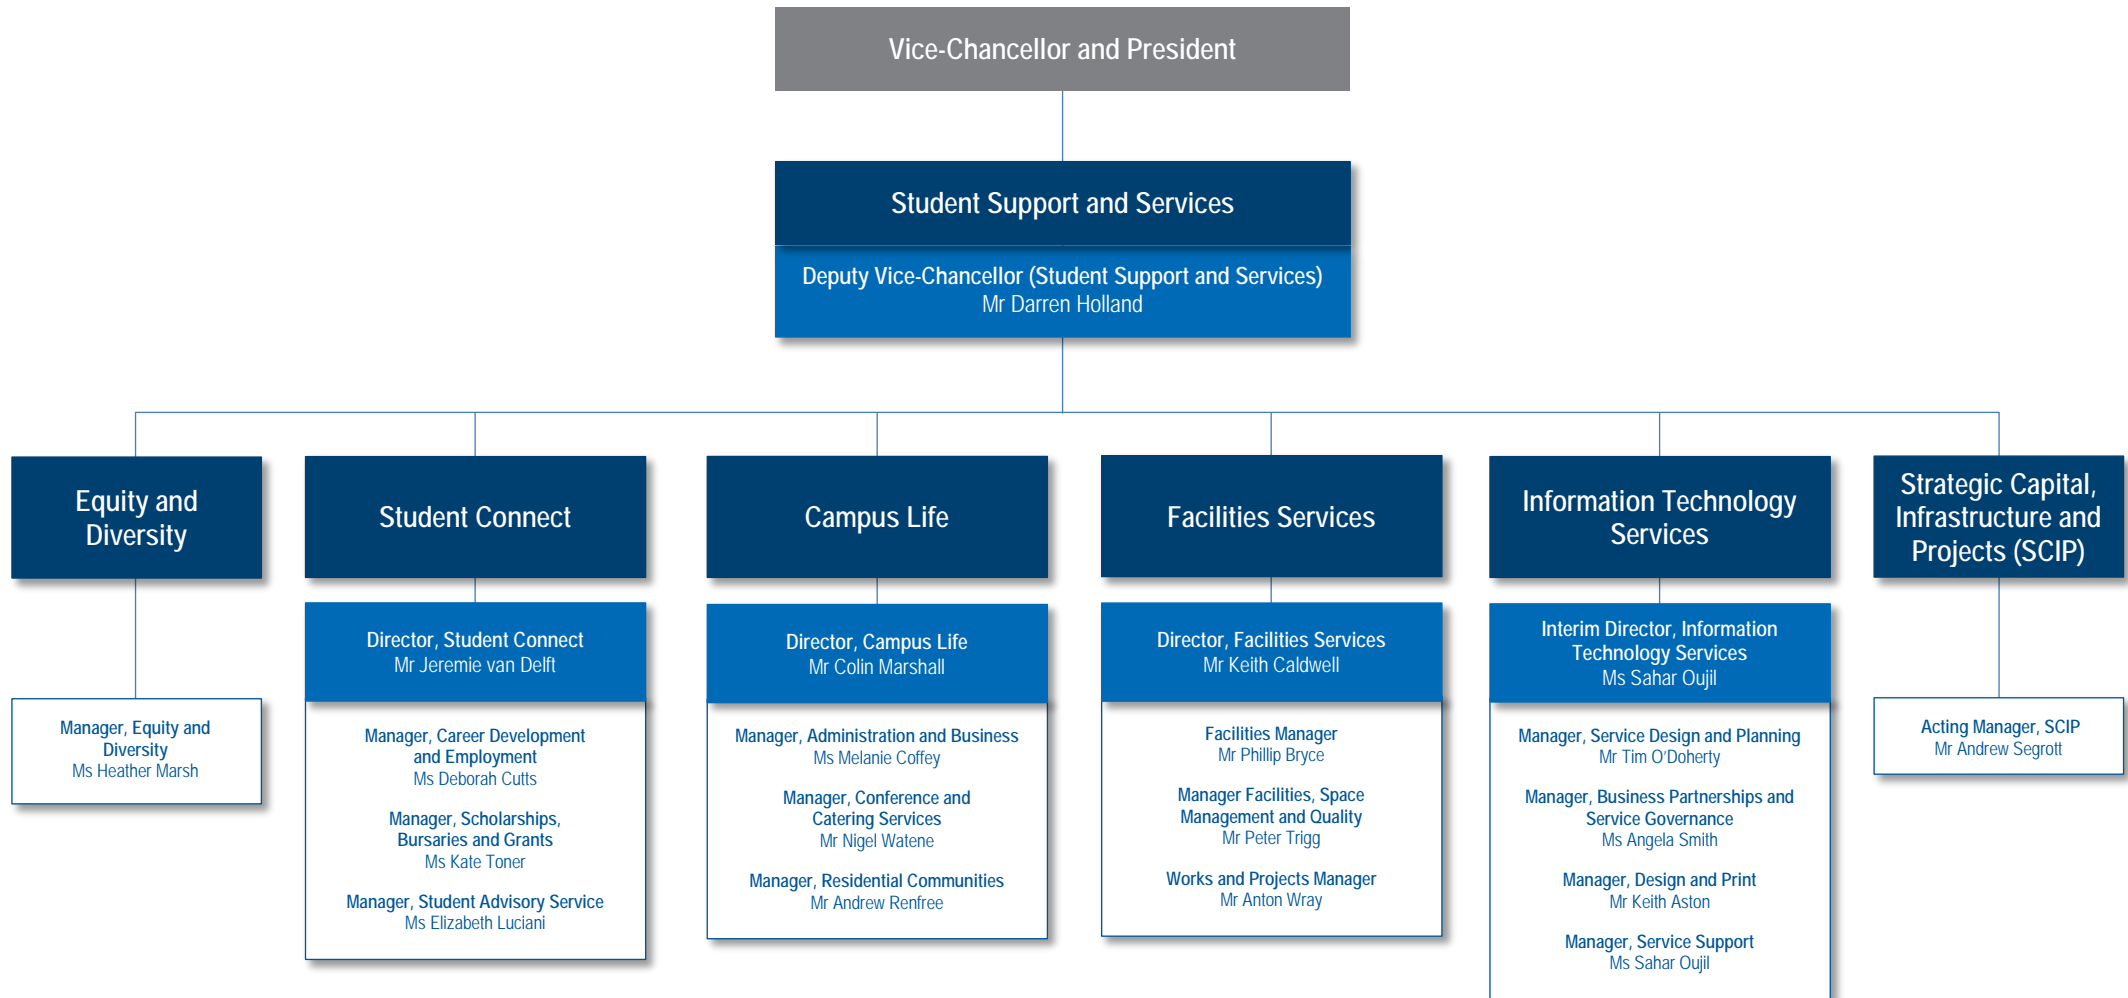 Vice-Chancellor and President
Student Support and Services
Deputy Vice-Chancellor (Student Support and Services)
Mr Darren Holland
Equity and
Diversity
Manager, Equity and
Diversity
Ms Heather Marsh
Student Connect
Director, Student Connect
Mr Jeremie van Delft
Manager, Career Development
and Employment
Ms Deborah Cutts
Manager, Scholarships,
Bursaries and Grants
Ms Kate Toner
Manager, Student Advisory Service
Ms Elizabeth Luciani
Campus Life
Director, Campus Life
Mr Colin Marshall
Manager, Administration and Business
Ms Melanie Coffey
Manager, Conference and
Catering Services
Mr Nigel Watene
Manager, Residential Communities
Mr Andrew Renfree
Facilities Services
Director, Facilities Services
Mr Keith Caldwell
Facilities Manager
Mr Phillip Bryce
Manager Facilities, Space
Management and Quality
Mr Peter Trigg
Works and Projects Manager
Mr Anton Wray
Information Technology
Services
Interim Director, Information
Technology Services
Ms Sahar Oujil
Manager, Service Design and Planning
Mr Tim O’Doherty
Manager, Business Partnerships and
Service Governance
Ms Angela Smith
Manager, Design and Print
Mr Keith Aston
Manager, Service Support
Ms Sahar Oujil
Strategic Capital,
Infrastructure and
Projects (SCIP)
Acting Manager, SCIP
Mr Andrew Segrott